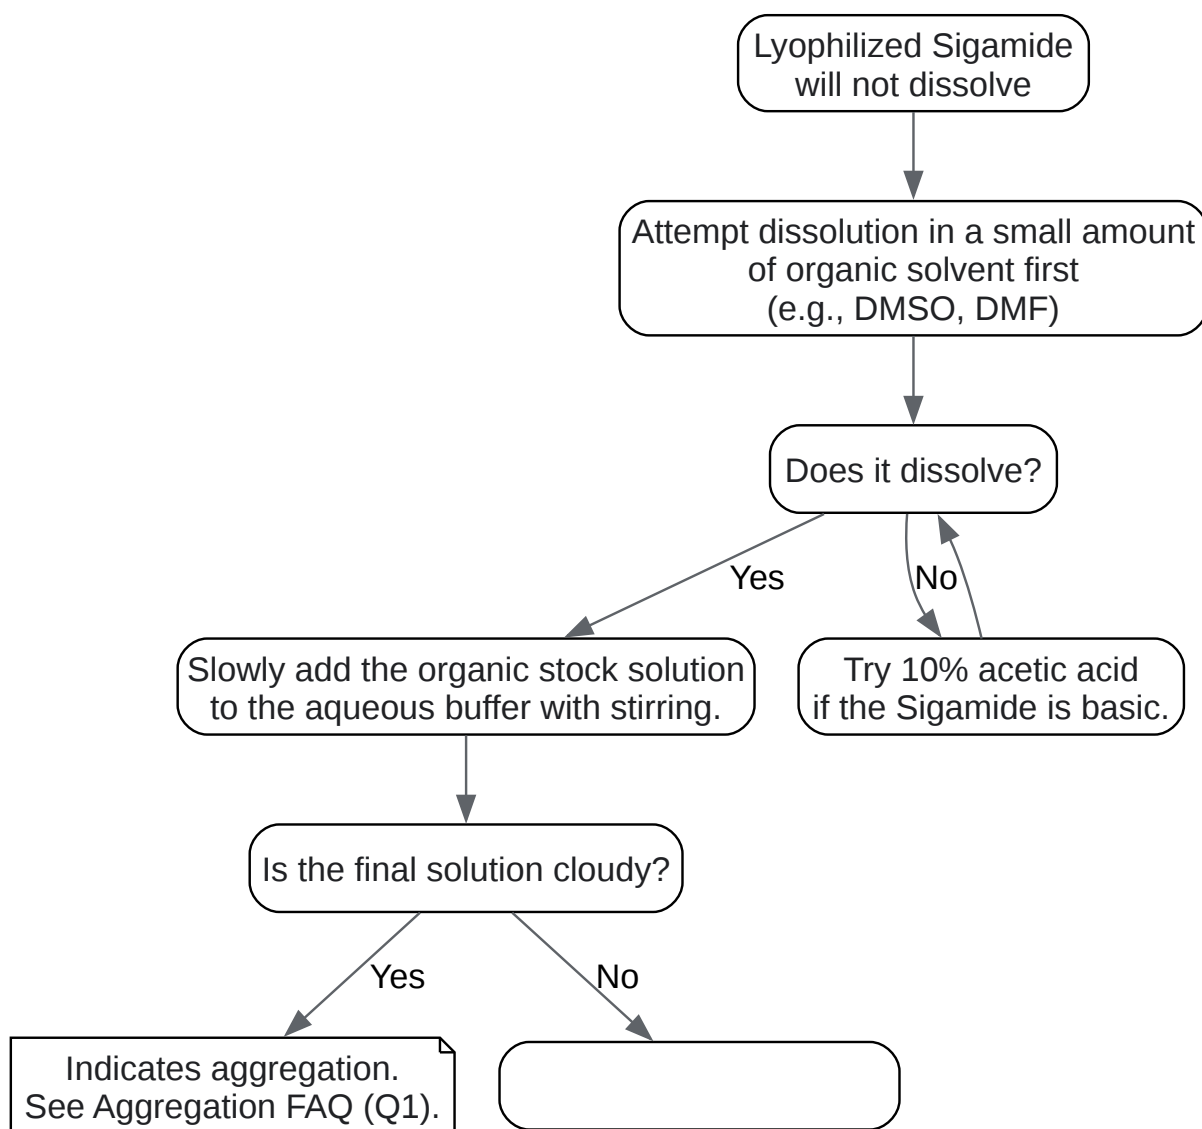 Lyophilized Sigamide
will not dissolve
Attempt dissolution in a small amount
of organic solvent first
(e.g., DMSO, DMF)
Does it dissolve?
Yes
No
Slowly add the organic stock solution
to the aqueous buffer with stirring.
Try 10% acetic acid
if the Sigamide is basic.
Is the final solution cloudy?
Yes
No
Indicates aggregation.
See Aggregation FAQ (Q1).